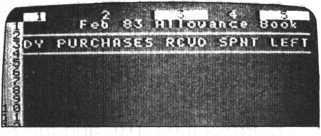 1 2 3 4 5
Feb 83 Allowance Book
DY PURCHASES RCVD SPNT LEFT